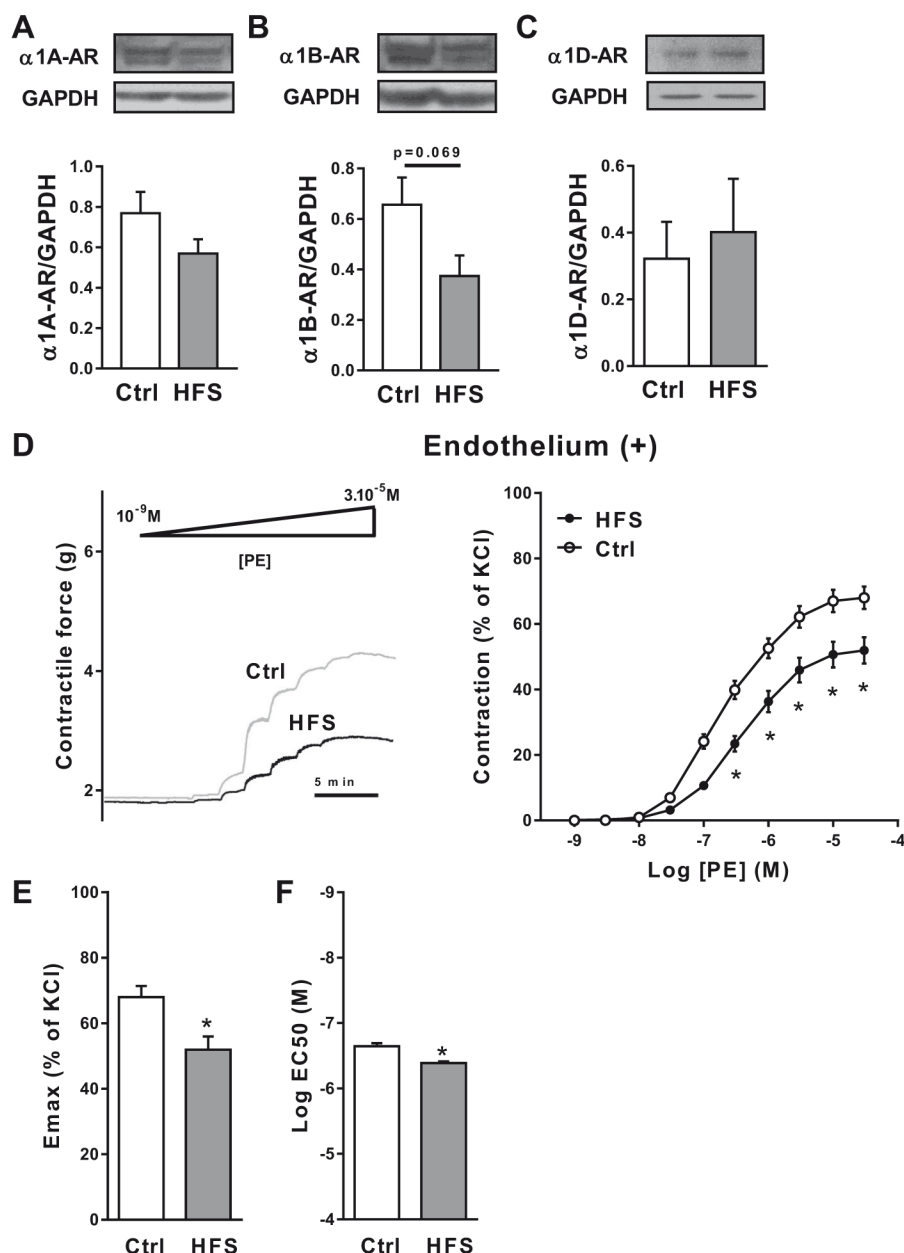 A
α1A-AR
GAPDH
α1A-AR/GAPDH
1.0
0.8
0.6
0.4
0.2
0.0
Ctrl HFS
B
α1B-AR
GAPDH
p=0.069
α1B-AR/GAPDH
0.8
0.6
0.4
0.2
0.0
Ctrl HFS
C
α1D-AR
GAPDH
α1D-AR/GAPDH
0.6
0.4
0.2
0.0
Ctrl HFS
D
Endothelium (+)
Contractile force (g)
6
4
2
10-9M
3.10-5M
[PE]
Ctrl
HFS
5 min
Contraction (% of KCl)
100
80
60
40
20
0
HFS
Ctrl
* * * * *
-9 -8 -7 -6 -5 -4
Log [PE] (M)
E
Emax (% of KCl)
100
80
60
40
20
0
*
Ctrl HFS
F
Log EC50 (M)
-9
-8
-7
-6
-5
-4
*
Ctrl HFS